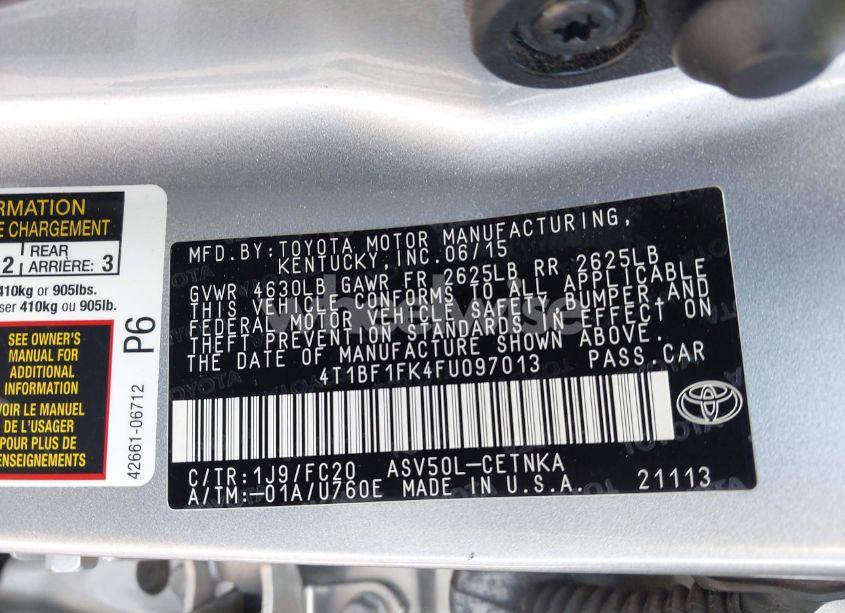 RMATION
E CHARGEMENT
2 REAR ARRIÈRE: 3
410kg or 905lbs.
ser 410kg ou 905lb.
SEE OWNER'S
MANUAL FOR
ADDITIONAL
INFORMATION
VOIR LE MANUEL
DE L'USAGER
POUR PLUS DE
RENSEIGNEMENTS
P6
42661-06712
MFD.BY:TOYOTA MOTOR MANUFACTURING,
KENTUCKY,INC.06/15
GVWR 4630LB GAWR FR 2625LB RR 2625LB
THIS VEHICLE CONFORMS TO ALL APPLICABLE
FEDERAL MOTOR VEHICLE SAFETY,BUMPER,AND
THEFT PREVENTION STANDARDS IN EFFECT ON
THE DATE OF MANUFACTURE SHOWN ABOVE.
4T1BF1FK4FU097013 PASS.CAR
C/TR:1J9/FC20 ASV50L-CETNKA
A/TM:-01A/U760E MADE IN U.S.A. 21113